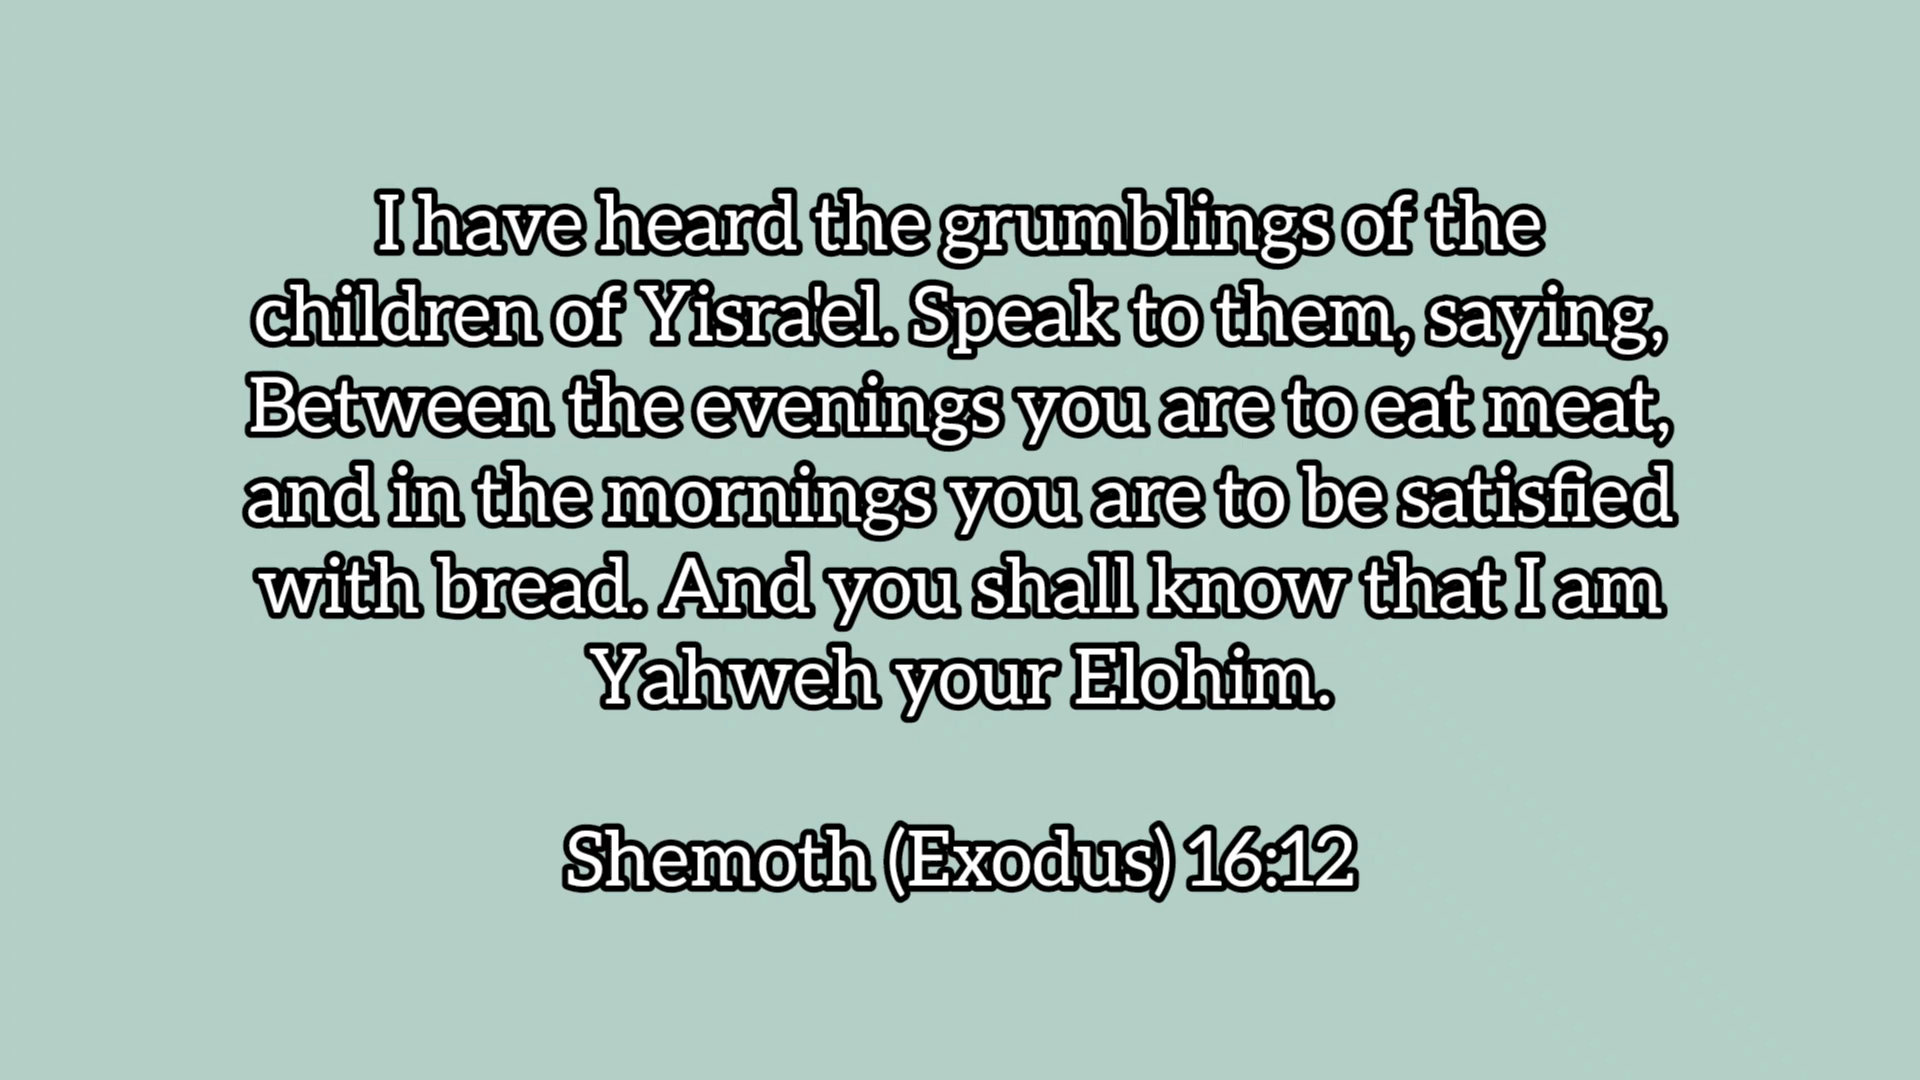 I have heard the grumblings of the
children of Yisra'el. Speak to them, saying,
Between the evenings you are to eat meat,
and in the mornings you are to be satisfied
with bread. And you shall know that I am
Yahweh your Elohim.
Shemoth (Exodus) 16:12